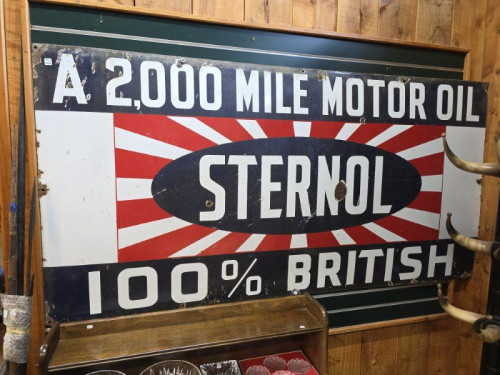 "A 2,000 MILE MOTOR OIL
STERNOL
100% BRITISH